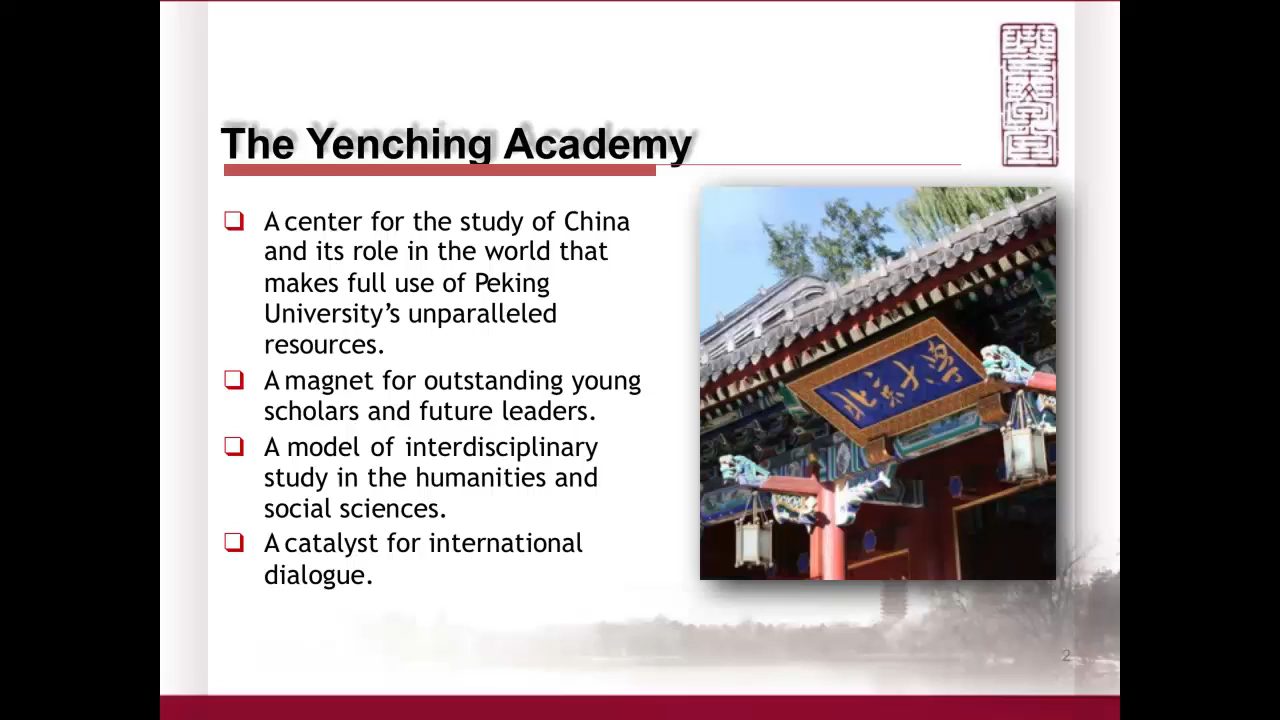 The Yenching Academy
❑ A center for the study of China
and its role in the world that
makes full use of Peking
University’s unparalleled
resources.
❑ A magnet for outstanding young
scholars and future leaders.
❑ A model of interdisciplinary
study in the humanities and
social sciences.
❑ A catalyst for international
dialogue.
北京大学
2